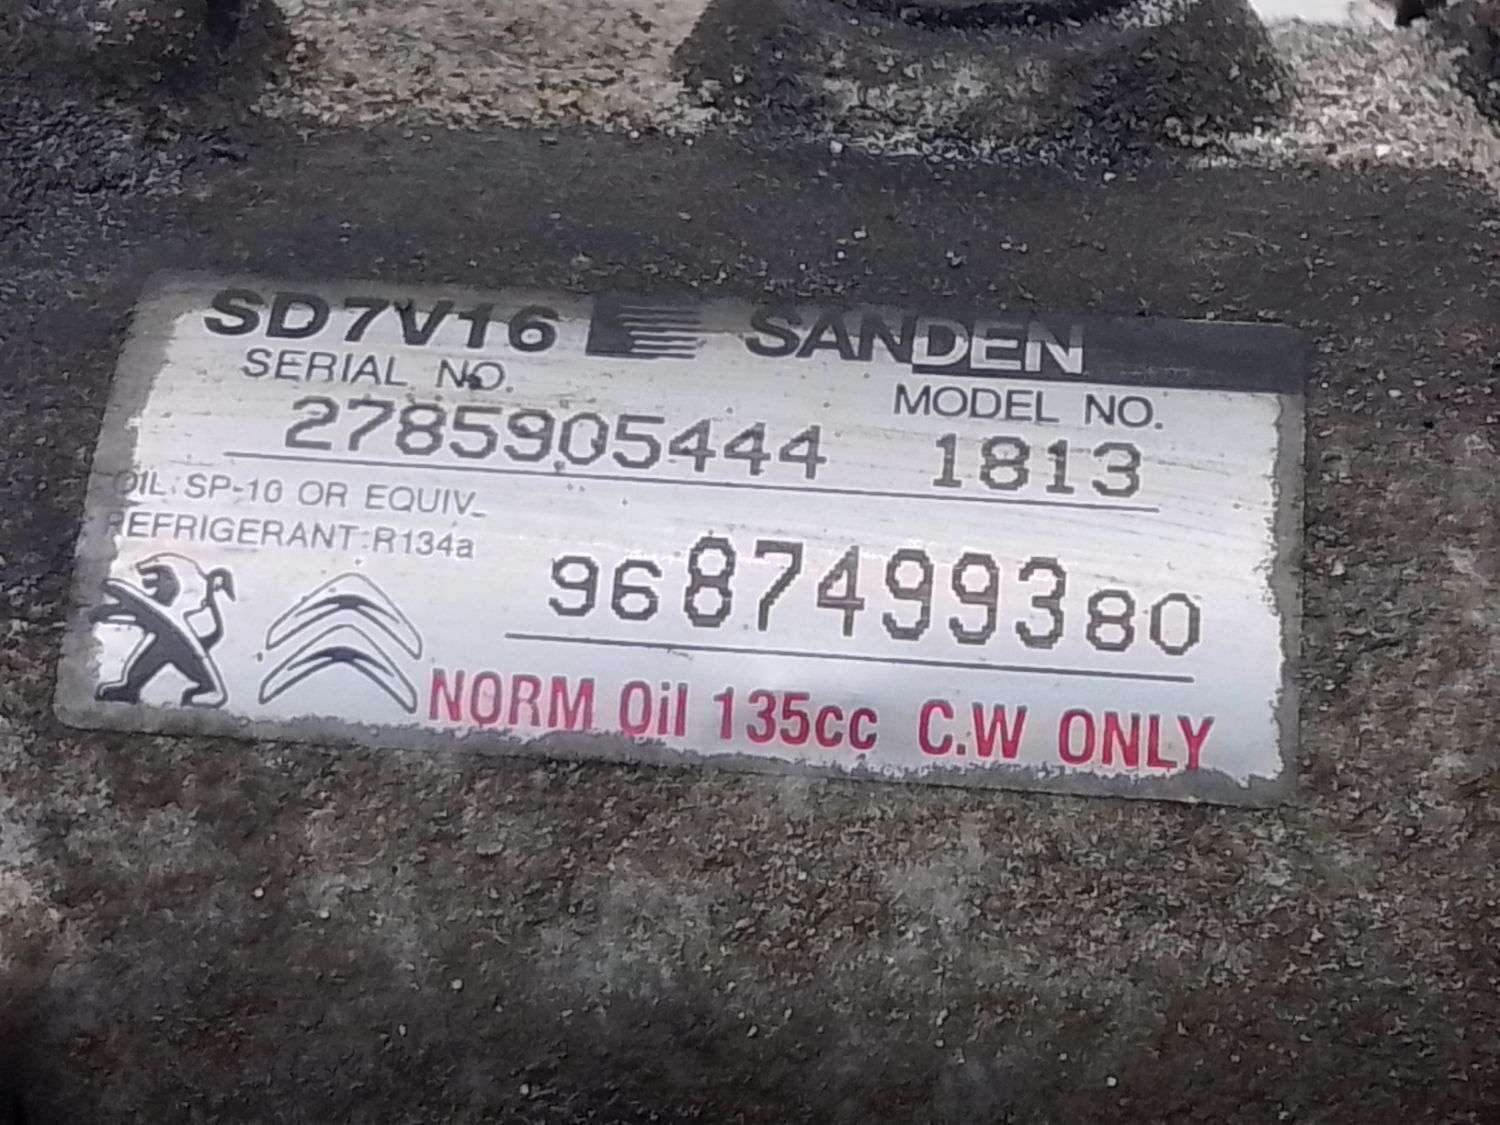 SD7V16 SANDEN
SERIAL NO. MODEL NO.
2785905444 1813
OIL:SP-10 OR EQUIV.
REFRIGERANT:R134a
9687499380
NORM Oil 135cc C.W ONLY